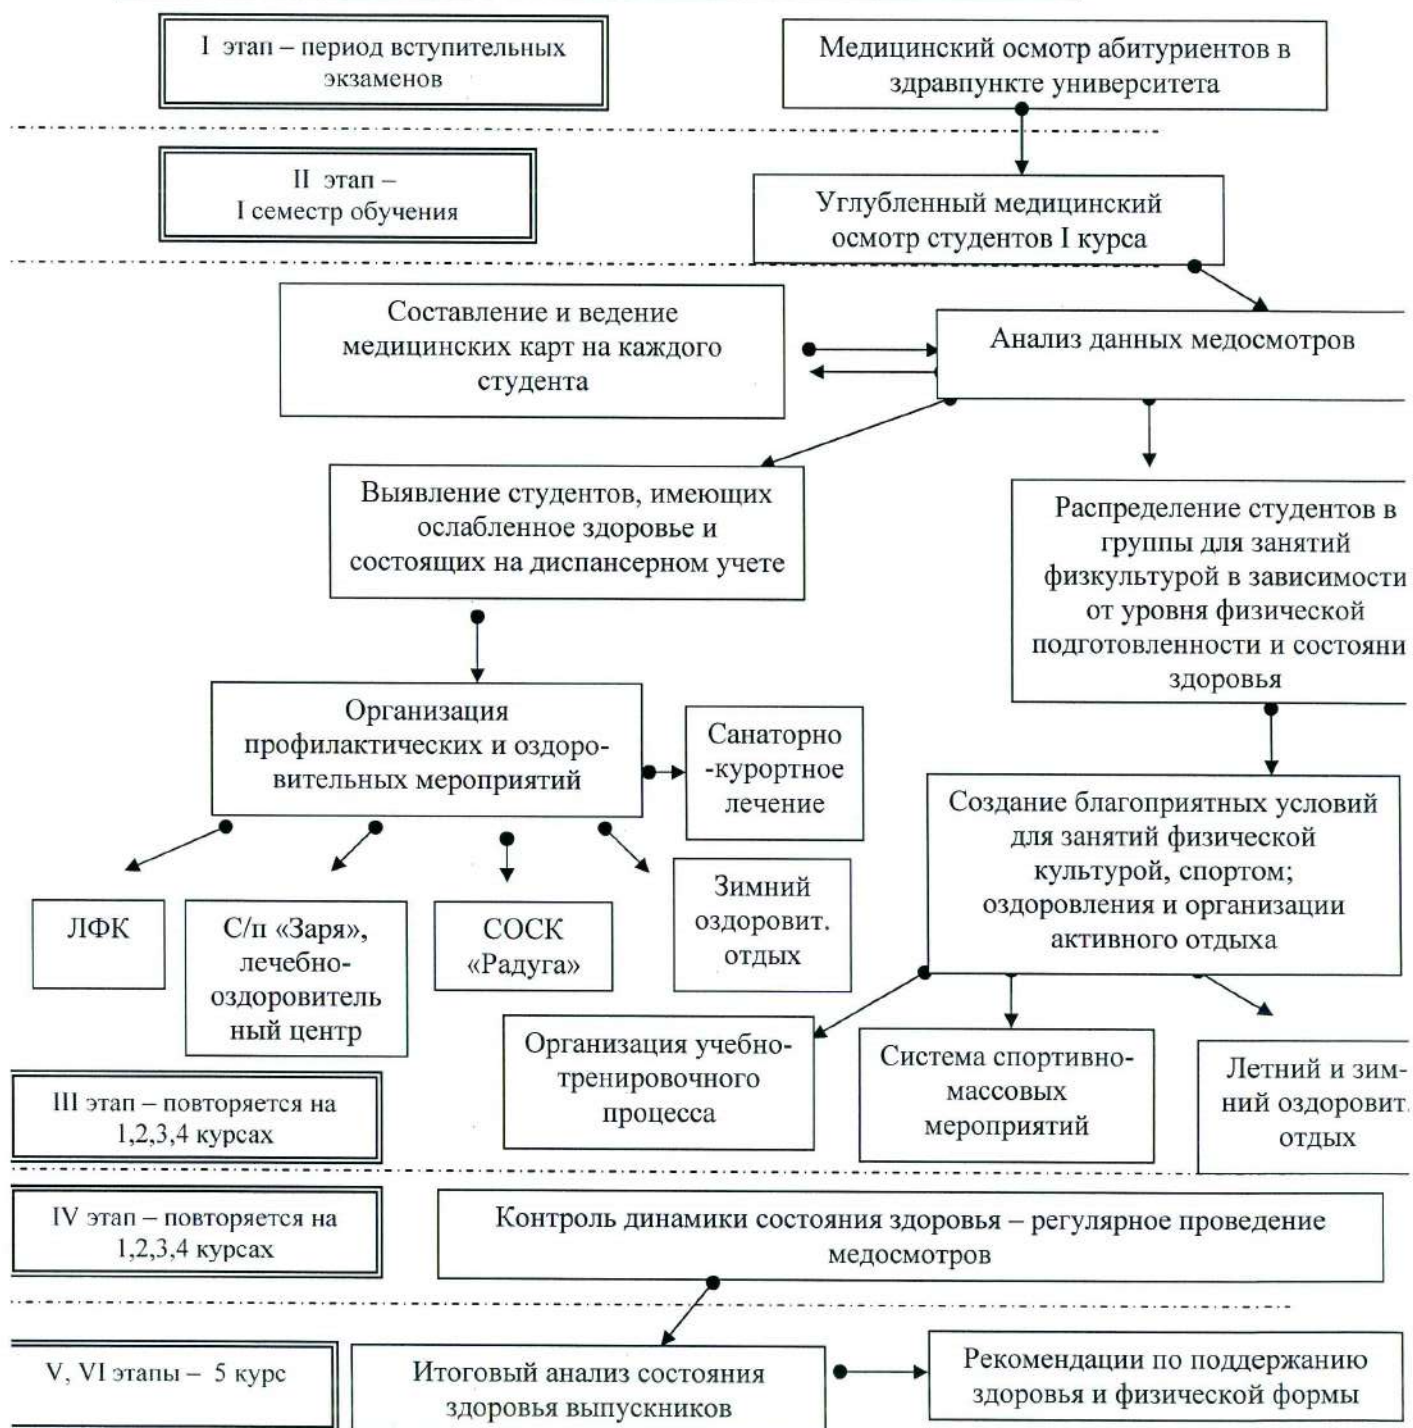 I этап – период вступительных
экзаменов
Медицинский осмотр абитуриентов в
здравпункте университета
II этап –
I семестр обучения
Углубленный медицинский
осмотр студентов I курса
Составление и ведение
медицинских карт на каждого
студента
Анализ данных медосмотров
Выявление студентов, имеющих
ослабленное здоровье и
состоящих на диспансерном учете
Распределение студентов в
группы для занятий
физкультурой в зависимости
от уровня физической
подготовленности и состояни
здоровья
Организация
профилактических и оздоро-
вительных мероприятий
Санаторно
-курортное
лечение
Создание благоприятных условий
для занятий физической
культурой, спортом;
оздоровления и организации
активного отдыха
ЛФК
С/п «Заря»,
лечебно-
оздоровитель
ный центр
СОСК
«Радуга»
Зимний
оздоровит.
отдых
Организация учебно-
тренировочного
процесса
Система спортивно-
массовых
мероприятий
Летний и зим-
ний оздоровит.
отдых
III этап – повторяется на
1,2,3,4 курсах
IV этап – повторяется на
1,2,3,4 курсах
Контроль динамики состояния здоровья – регулярное проведение
медосмотров
V, VI этапы – 5 курс
Итоговый анализ состояния
здоровья выпускников
Рекомендации по поддержанию
здоровья и физической формы